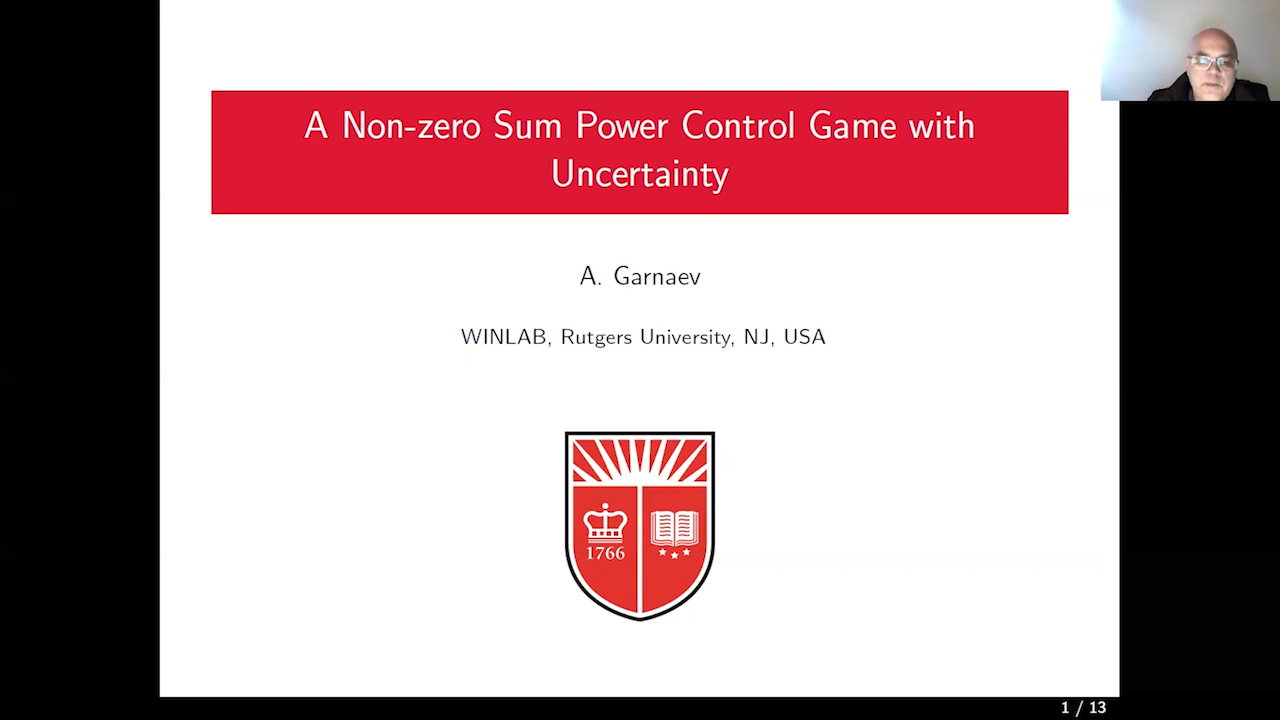 A Non-zero Sum Power Control Game with
Uncertainty
A. Garnaev
WINLAB, Rutgers University, NJ, USA
1766
1 / 13